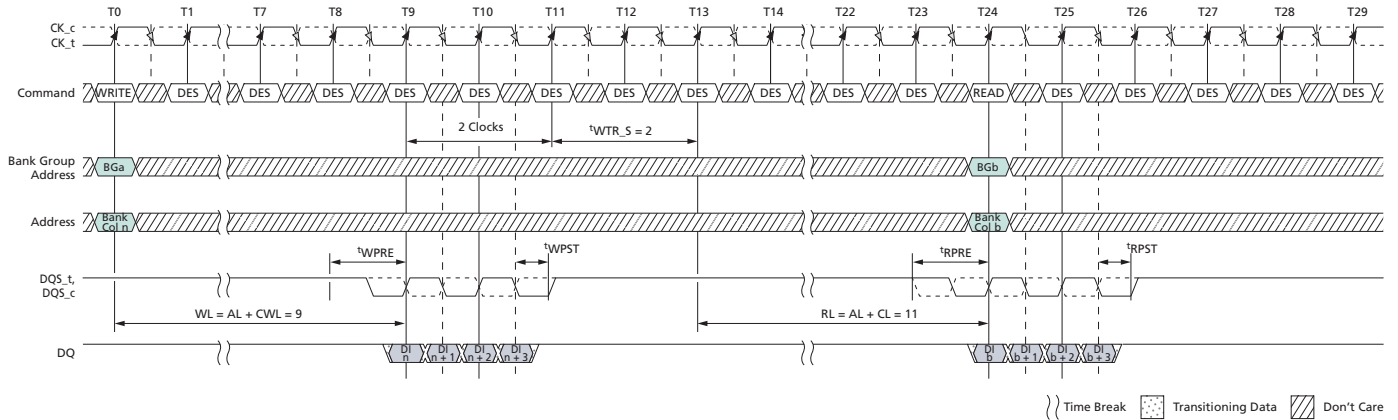 T0 T1 T7 T8 T9 T10 T11 T12 T13 T14 T22 T23 T24 T25 T26 T27 T28 T29
CK_c
CK_t
Command WRITE DES DES DES DES DES DES DES DES DES DES DES READ DES DES DES DES DES
2 Clocks tWTR_S = 2
Bank Group
Address BGa BGb
Address Bank
Col n Bank
Col b
tWPRE tWPST tRPRE tRPST
DQS_t,
DQS_c
WL = AL + CWL = 9 RL = AL + CL = 11
DQ DI
n DI
n + 1 DI
n + 2 DI
n + 3 DI
b DI
b + 1 DI
b + 2 DI
b + 3
Time Break Transitioning Data Don't Care